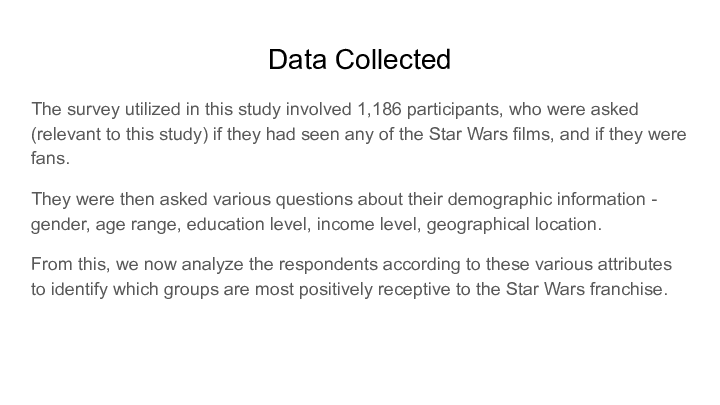 Data Collected
The survey utilized in this study involved 1,186 participants, who were asked
(relevant to this study) if they had seen any of the Star Wars films, and if they were
fans.
They were then asked various questions about their demographic information -
gender, age range, education level, income level, geographical location.
From this, we now analyze the respondents according to these various attributes
to identify which groups are most positively receptive to the Star Wars franchise.